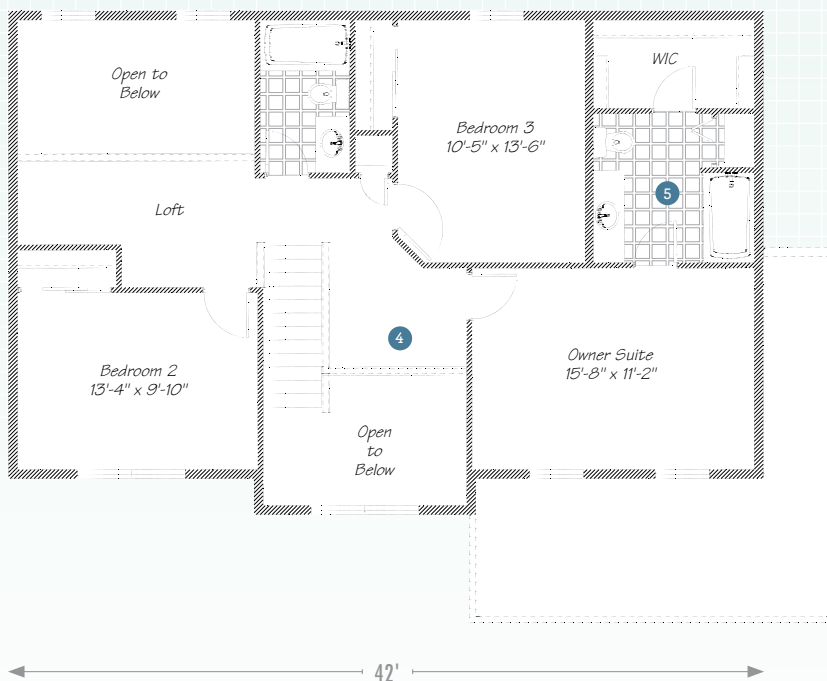 Open to
Below
WIC
Bedroom 3
10'-5" x 13'-6"
5
Loft
4
Owner Suite
15'-8" x 11'-2"
Bedroom 2
13'-4" x 9'-10"
Open
to
Below
42'